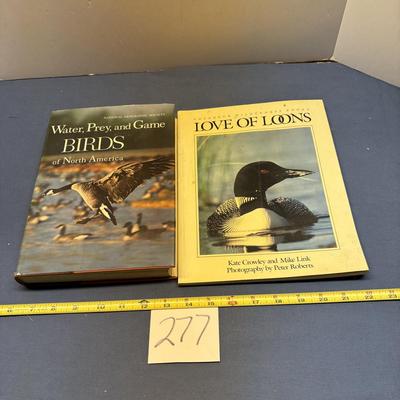 NATIONAL GEOGRAPHIC SOCIETY
Water, Prey, and Game
BIRDS
of North America
LOVE OF LOONS
Kate Crowley and Mike Link
Photography by Peter Roberts
277